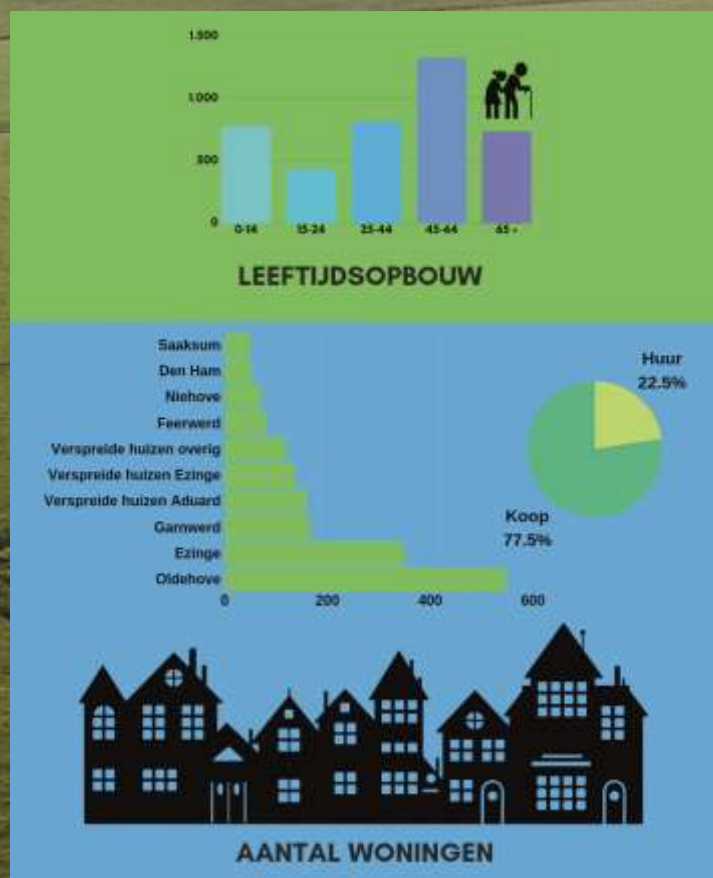 1.500
1.000
500
0
0-14 15-24 25-44 45-64 65 +
LEEFTIJDSOPBOUW
Saaksum
Den Ham
Niehove
Feerwerd
Verspreide huizen overig
Verspreide huizen Ezinge
Verspreide huizen Aduard
Garnwerd
Ezinge
Oldehove
0 200 400 600
Huur
22.5%
Koop
77.5%
AANTAL WONINGEN